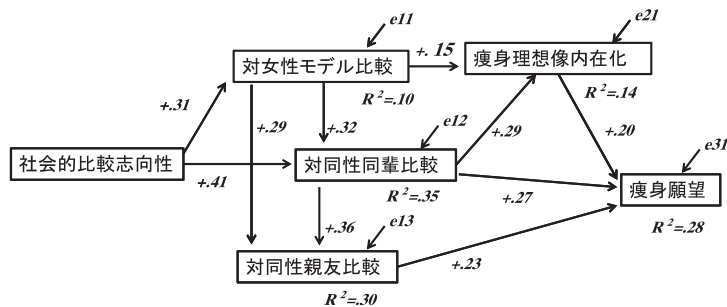 e11
e21
+.15
対女性モデル比較
痩身理想像内在化
R²=.10
R²=.14
+.31
+.29
+.32
e12
+.29
+.20
e31
社会的比較志向性
対同性同輩比較
+.41
R²=.35
+.27
痩身願望
+.36
e13
R²=.28
対同性親友比較
+.23
R²=.30